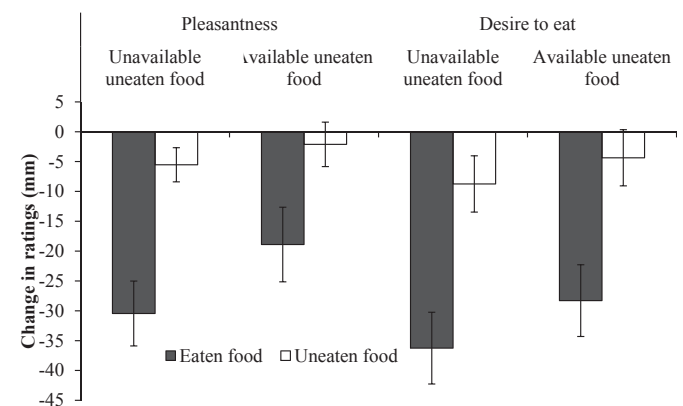 Pleasantness Desire to eat
Unavailable uneaten food Unavailable Available uneaten
uneaten food food uneaten food food
5
0
-5
-10
-15
-20
-25
-30
-35
-40
-45
Change in ratings (mm)
Eaten food Uneaten food